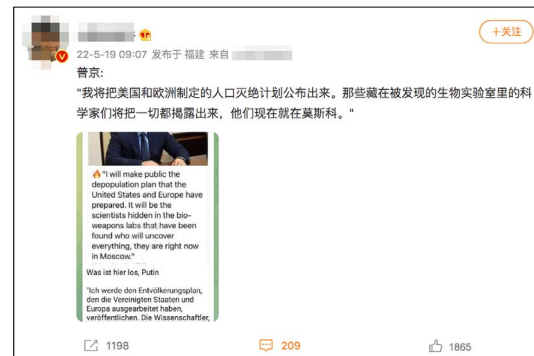 +关注
22-5-19 09:07 发布于 福建 来自
普京:
"我将把美国和欧洲制定的人口灭绝计划公布出来。那些藏在被发现的生物实验室里的科
学家们将把一切都揭露出来，他们现在就在莫斯科。"
🔥"I will make public the
depopulation plan that the
United States and Europe have
prepared. It will be the
scientists hidden in the bio-
weapons labs that have been
found who will uncover
everything, they are right now
in Moscow."
Was ist hier los, Putin
"Ich werde den Entvölkerungsplan,
den die Vereinigten Staaten und
Europa ausgearbeitet haben,
veröffentlichen. Die Wissenschaftler,
1198
209
1865